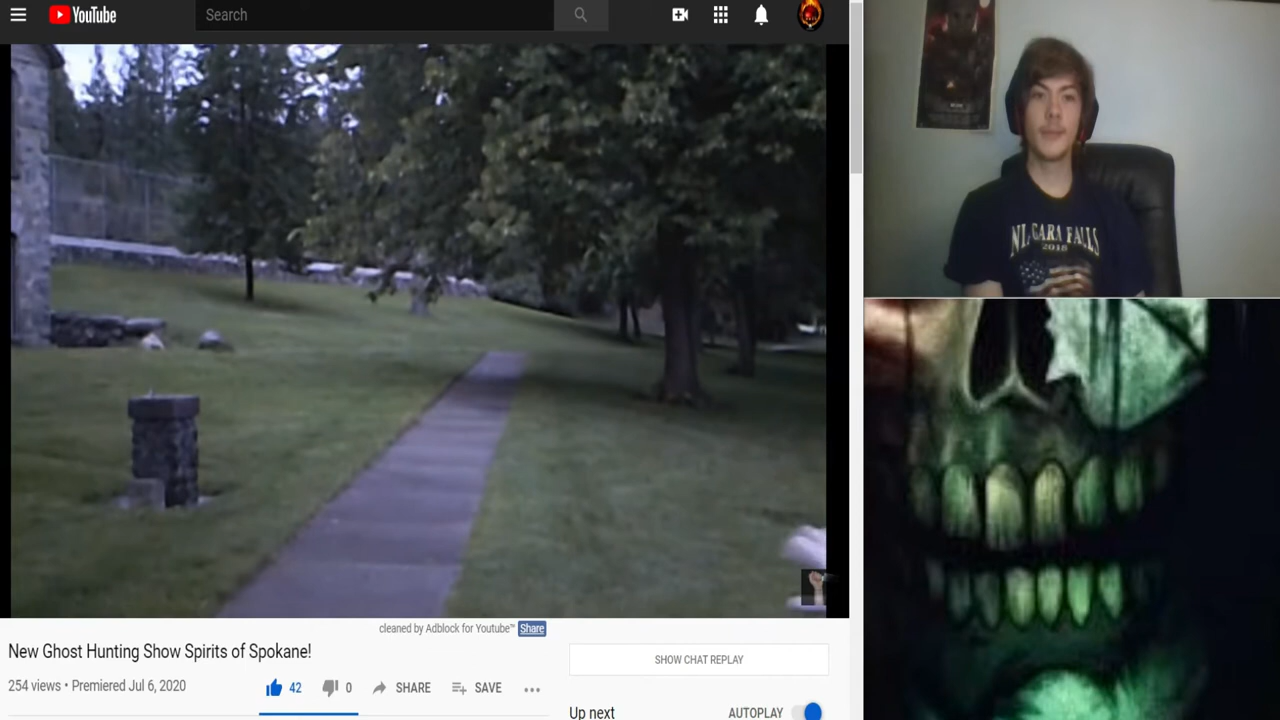 YouTube
Search
cleaned by Adblock for Youtube™ Share
New Ghost Hunting Show Spirits of Spokane!
254 views • Premiered Jul 6, 2020
42
0
SHARE
SAVE
SHOW CHAT REPLAY
Up next
AUTOPLAY
NIAGARA FALLS
2018